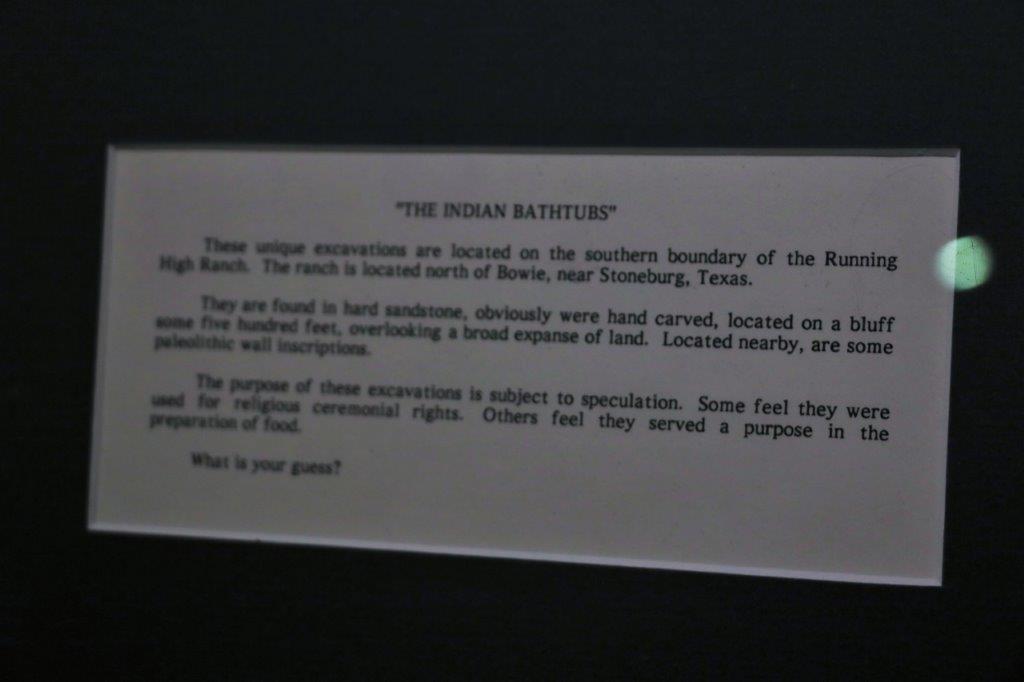 "THE INDIAN BATHTUBS"
These unique excavations are located on the southern boundary of the Running
High Ranch. The ranch is located north of Bowie, near Stoneburg, Texas.
They are found in hard sandstone, obviously were hand carved, located on a bluff
some five hundred feet, overlooking a broad expanse of land. Located nearby, are some
paleolithic wall inscriptions.
The purpose of these excavations is subject to speculation. Some feel they were
used for religious ceremonial rights. Others feel they served a purpose in the
preparation of food.
What is your guess?